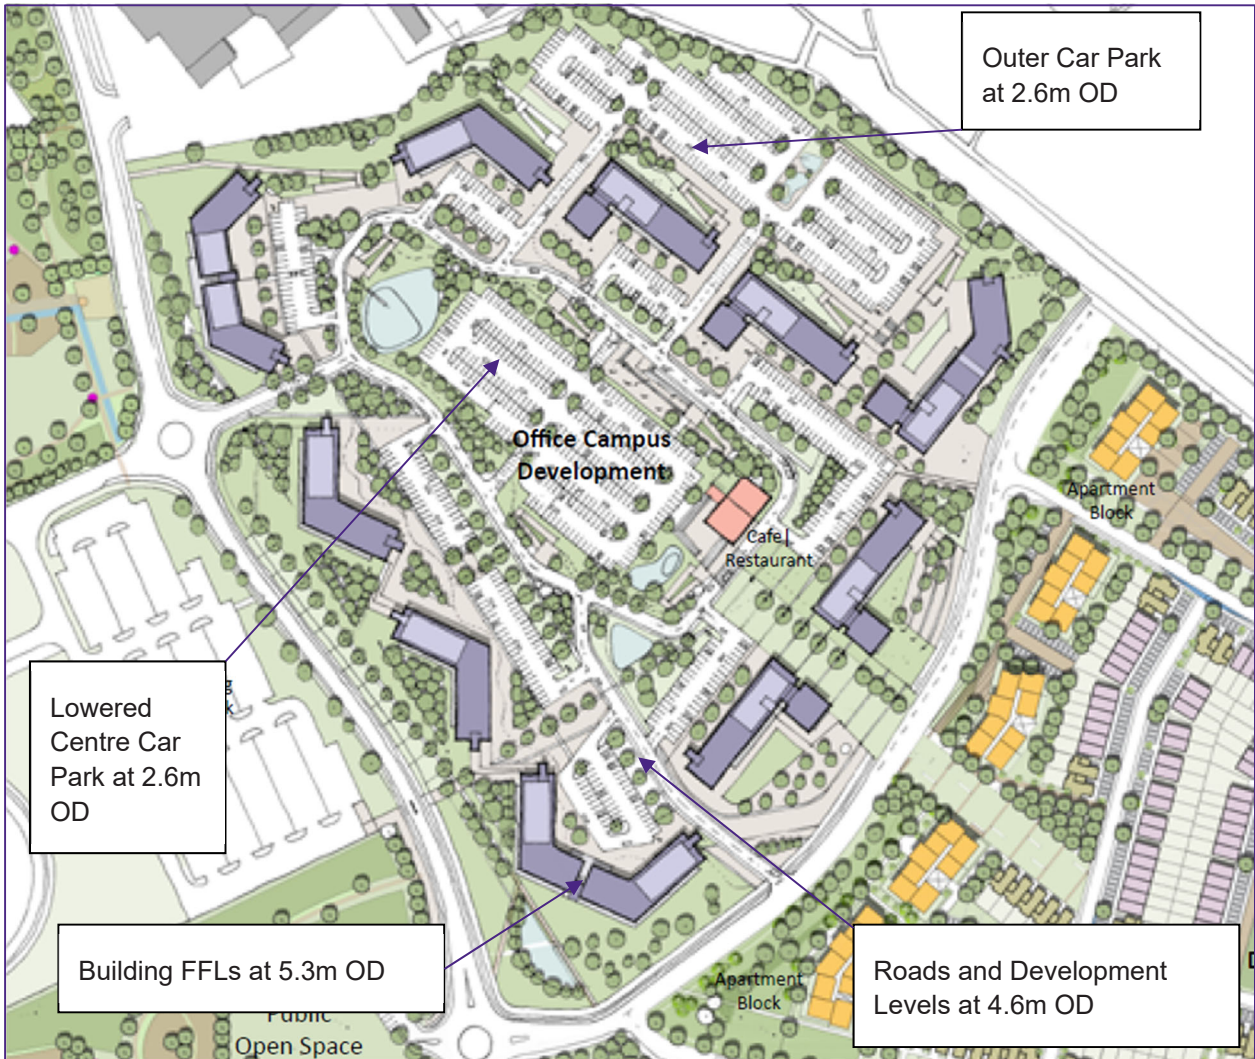 Outer Car Park
at 2.6m OD
Office Campus
Development
Apartment
Block
Cafe|
Restaurant
Lowered
Centre Car
Park at 2.6m
OD
Building FFLs at 5.3m OD
Roads and Development
Levels at 4.6m OD
Apartment
Block
Public
Open Space